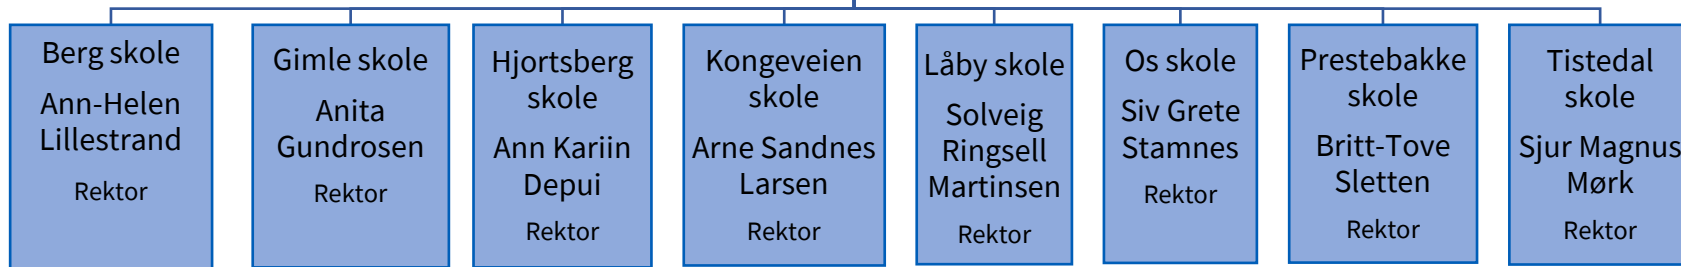 Berg skole
Ann-Helen
Lillestrand
Rektor
Gimle skole
Anita
Gundrosen
Rektor
Hjortsberg
skole
Ann Kariin
Depui
Rektor
Kongeveien
skole
Arne Sandnes
Larsen
Rektor
Låby skole
Solveig
Ringsell
Martinsen
Rektor
Os skole
Siv Grete
Stamnes
Rektor
Prestebakke
skole
Britt-Tove
Sletten
Rektor
Tistedal
skole
Sjur Magnus
Mørk
Rektor